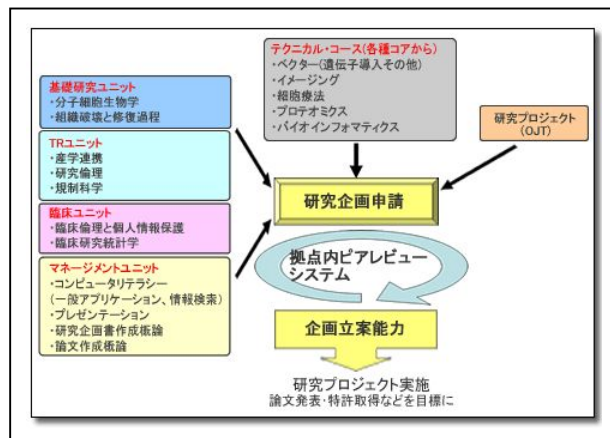 基礎研究ユニット
・分子細胞生物学
・組織破壊と修復過程
TRユニット
・産学連携
・研究倫理
・規制科学
臨床ユニット
・臨床倫理と個人情報保護
・臨床研究統計学
マネージメントユニット
・コンピュータリテラシー
(一般アプリケーション、情報検索)
・プレゼンテーション
・研究企画書作成概論
・論文作成概論
テクニカル・コース(各種コアから)
・ベクター(遺伝子導入その他)
・イメージング
・細胞療法
・プロテオミクス
・バイオインフォマティクス
研究プロジェクト
(OJT)
研究企画申請
拠点内ピアレビュー
システム
企画立案能力
研究プロジェクト実施
論文発表・特許取得などを目標に